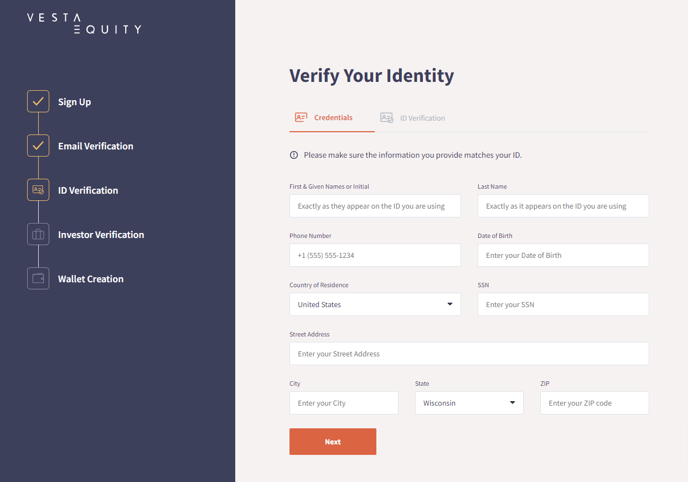 VESTA
EQUITY
Sign Up
Email Verification
ID Verification
Investor Verification
Wallet Creation
Verify Your Identity
Credentials
ID Verification
Please make sure the information you provide matches your ID.
First & Given Names or Initial
Last Name
Exactly as they appear on the ID you are using
Exactly as it appears on the ID you are using
Phone Number
Date of Birth
+1 (555) 555-1234
Enter your Date of Birth
Country of Residence
SSN
United States
Enter your SSN
Street Address
Enter your Street Address
City
State
ZIP
Enter your City
Wisconsin
Enter your ZIP code
Next